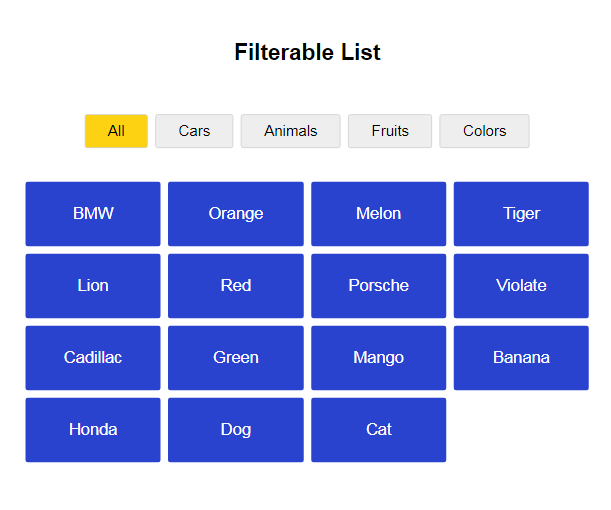 Filterable List
All Cars Animals Fruits Colors
BMW Orange Melon Tiger
Lion Red Porsche Violate
Cadillac Green Mango Banana
Honda Dog Cat